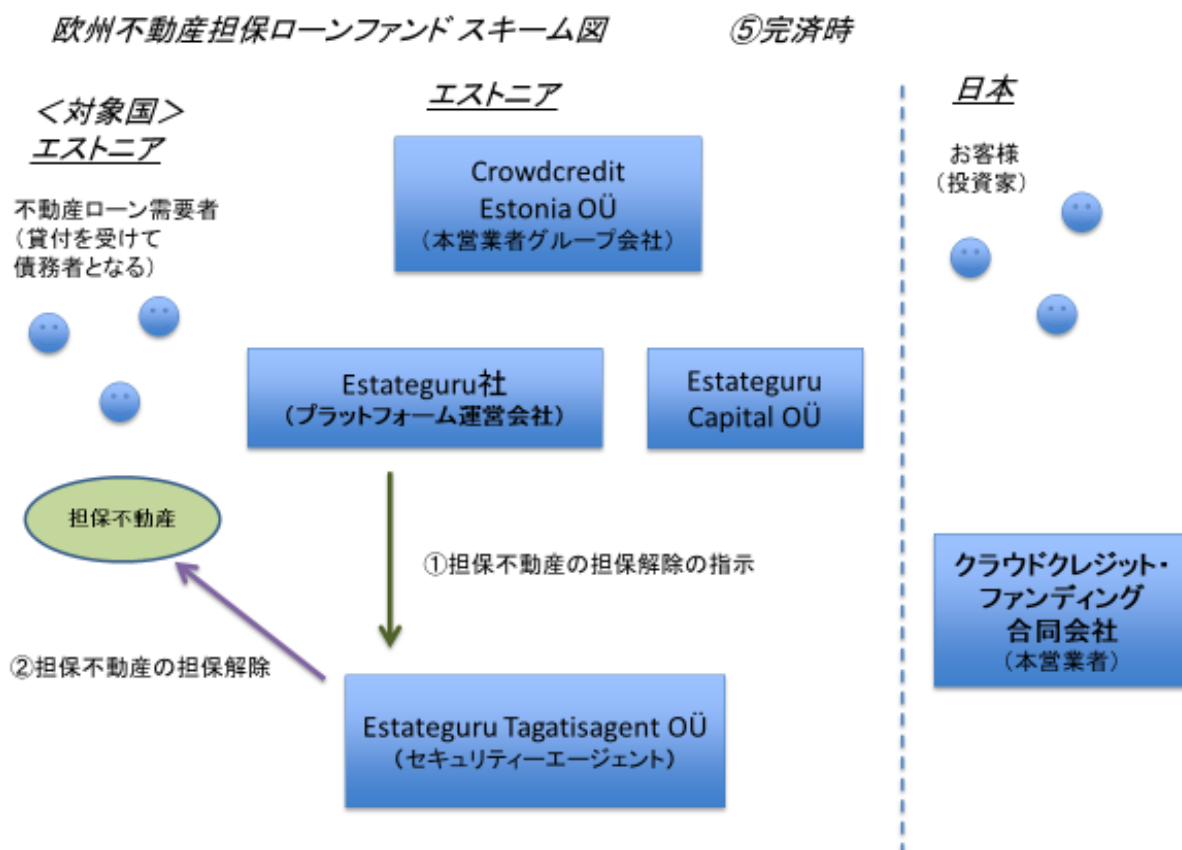 欧州不動産担保ローンファンド スキーム図
⑤完済時
＜対象国＞
エストニア
エストニア
日本
不動産ローン需要者
（貸付を受けて
債務者となる）
Crowdcredit
Estonia OÜ
（本営業者グループ会社）
お客様
（投資家）
Estateguru社
（プラットフォーム運営会社）
Estateguru
Capital OÜ
担保不動産
①担保不動産の担保解除の指示
②担保不動産の担保解除
Estateguru Tagatisagent OÜ
（セキュリティーエージェント）
クラウドクレジット・
ファンディング
合同会社
（本営業者）